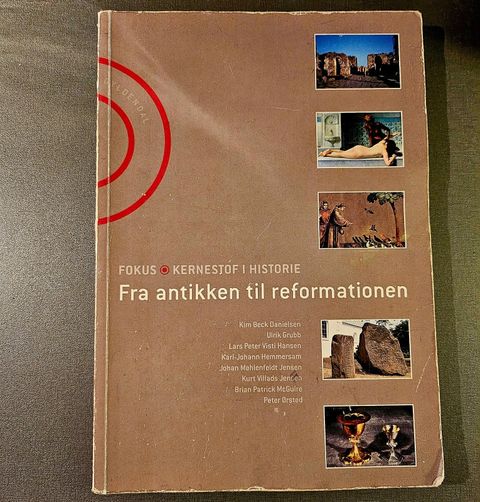 GYLDENDAL
FOKUS KERNESTOF I HISTORIE
Fra antikken til reformationen
Kim Beck Danielsen
Ulrik Grubb
Lars Peter Visti Hansen
Karl-Johann Hemmersam
Johan Møhlenfeldt Jensen
Kurt Villads Jensen
Brian Patrick McGuire
Peter Ørsted